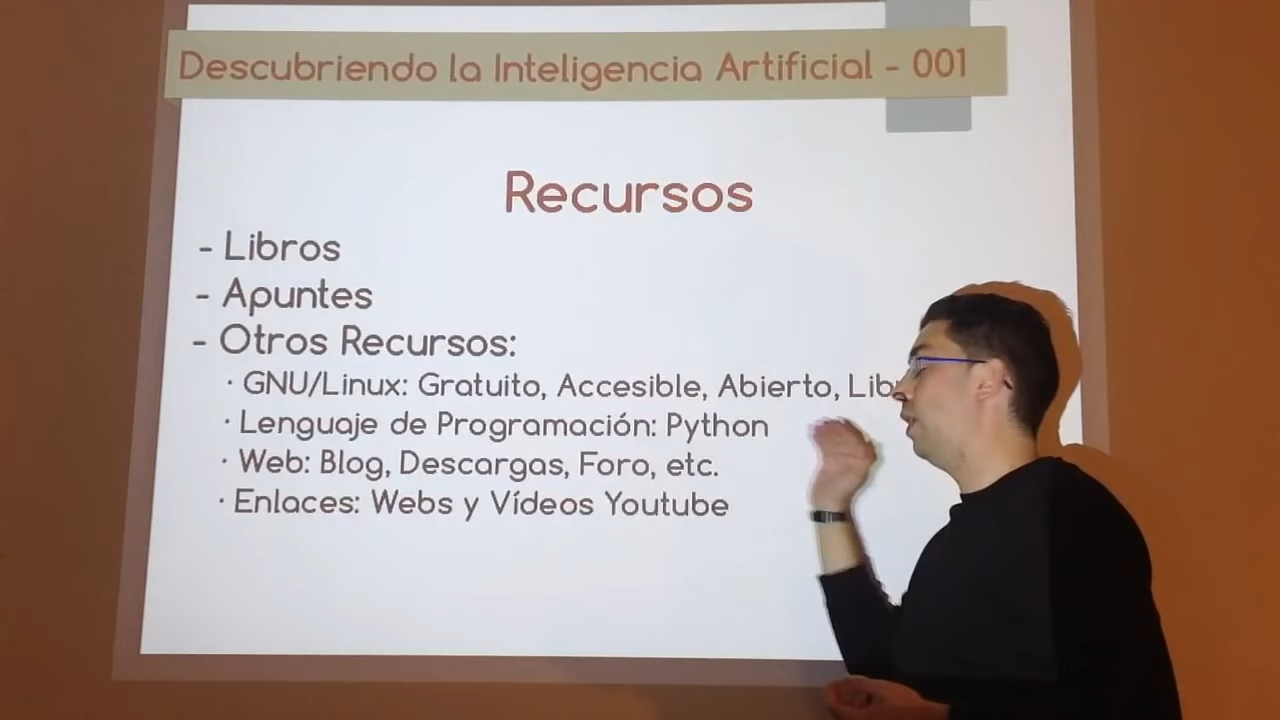 Descubriendo la Inteligencia Artificial - 001
Recursos
- Libros
- Apuntes
- Otros Recursos:
· GNU/Linux: Gratuito, Accesible, Abierto,
· Lenguaje de Programación: Python
· Web: Blog, Descargas, Foro, etc.
· Enlaces: Webs y Vídeos Youtube